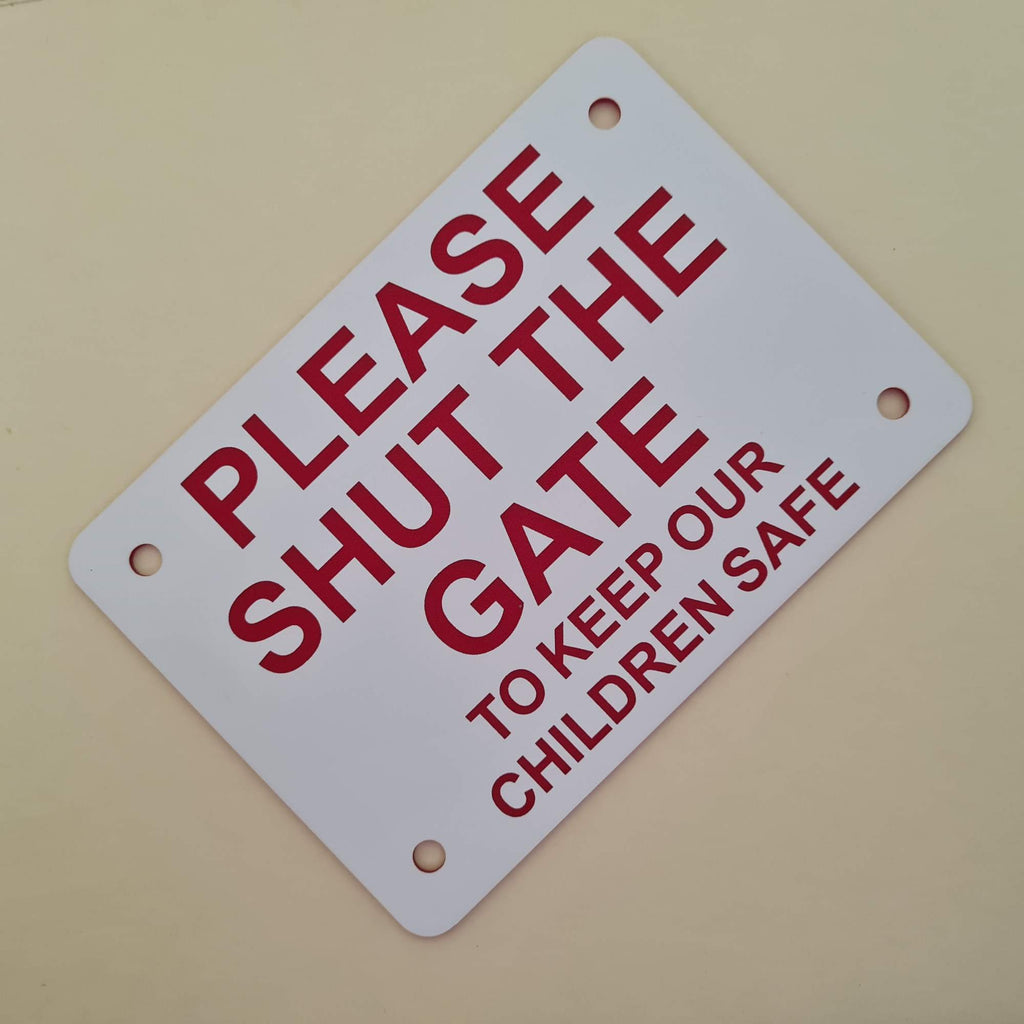 PLEASE
SHUT THE
GATE
TO KEEP OUR
CHILDREN SAFE